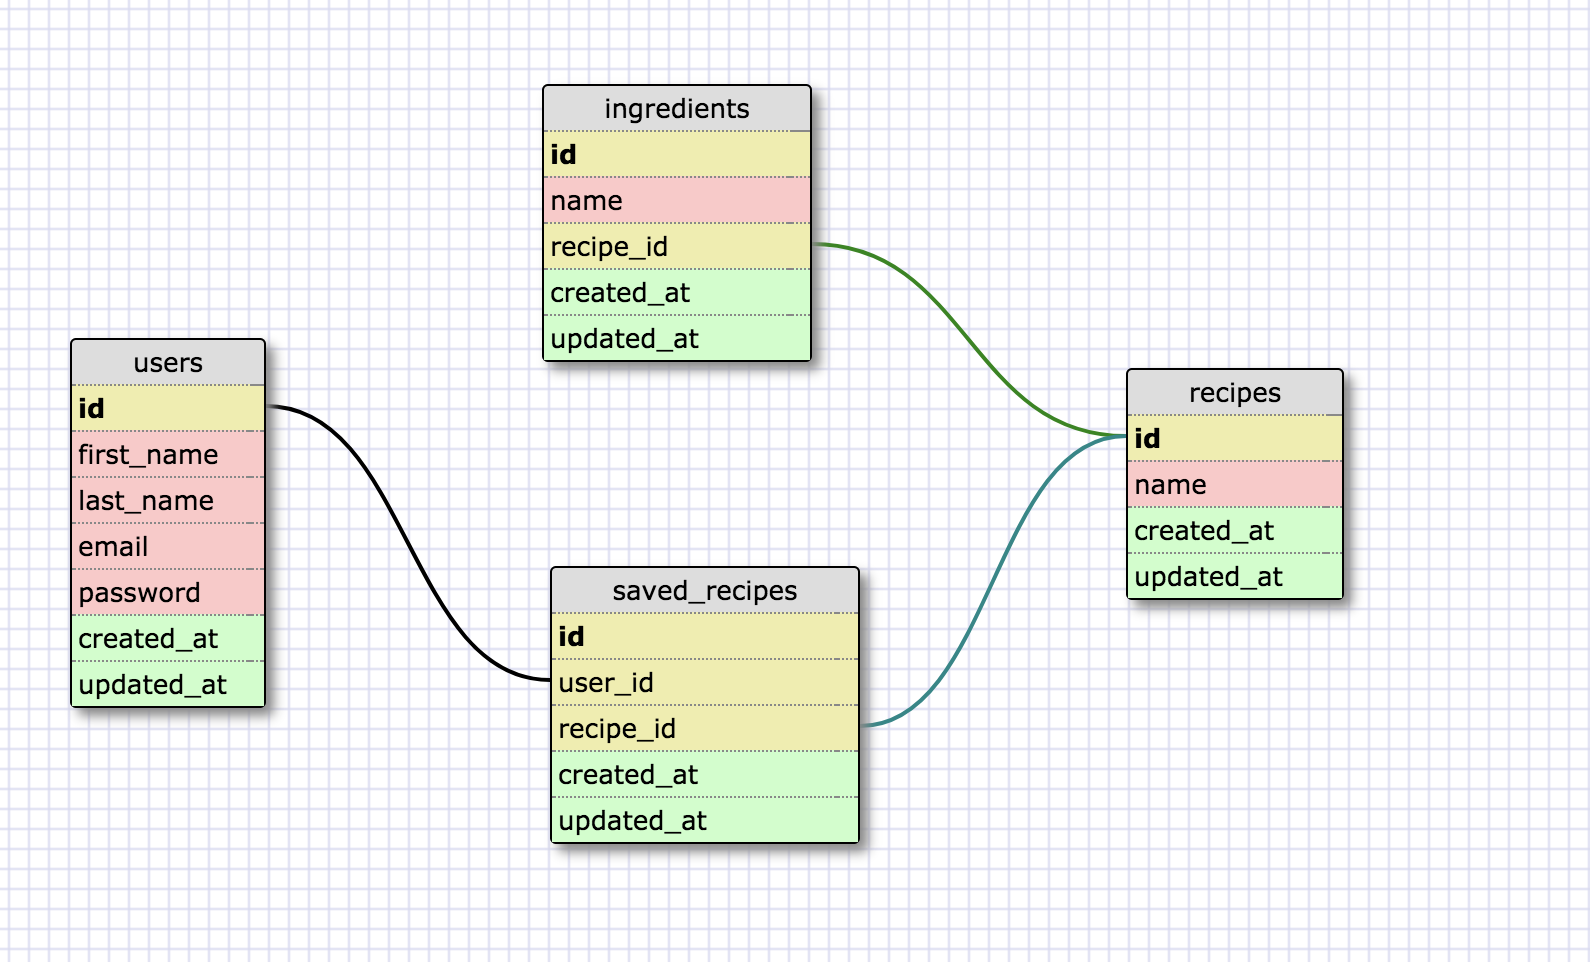 ingredients
id
name
recipe_id
created_at
updated_at
users
id
first_name
last_name
email
password
created_at
updated_at
saved_recipes
id
user_id
recipe_id
created_at
updated_at
recipes
id
name
created_at
updated_at